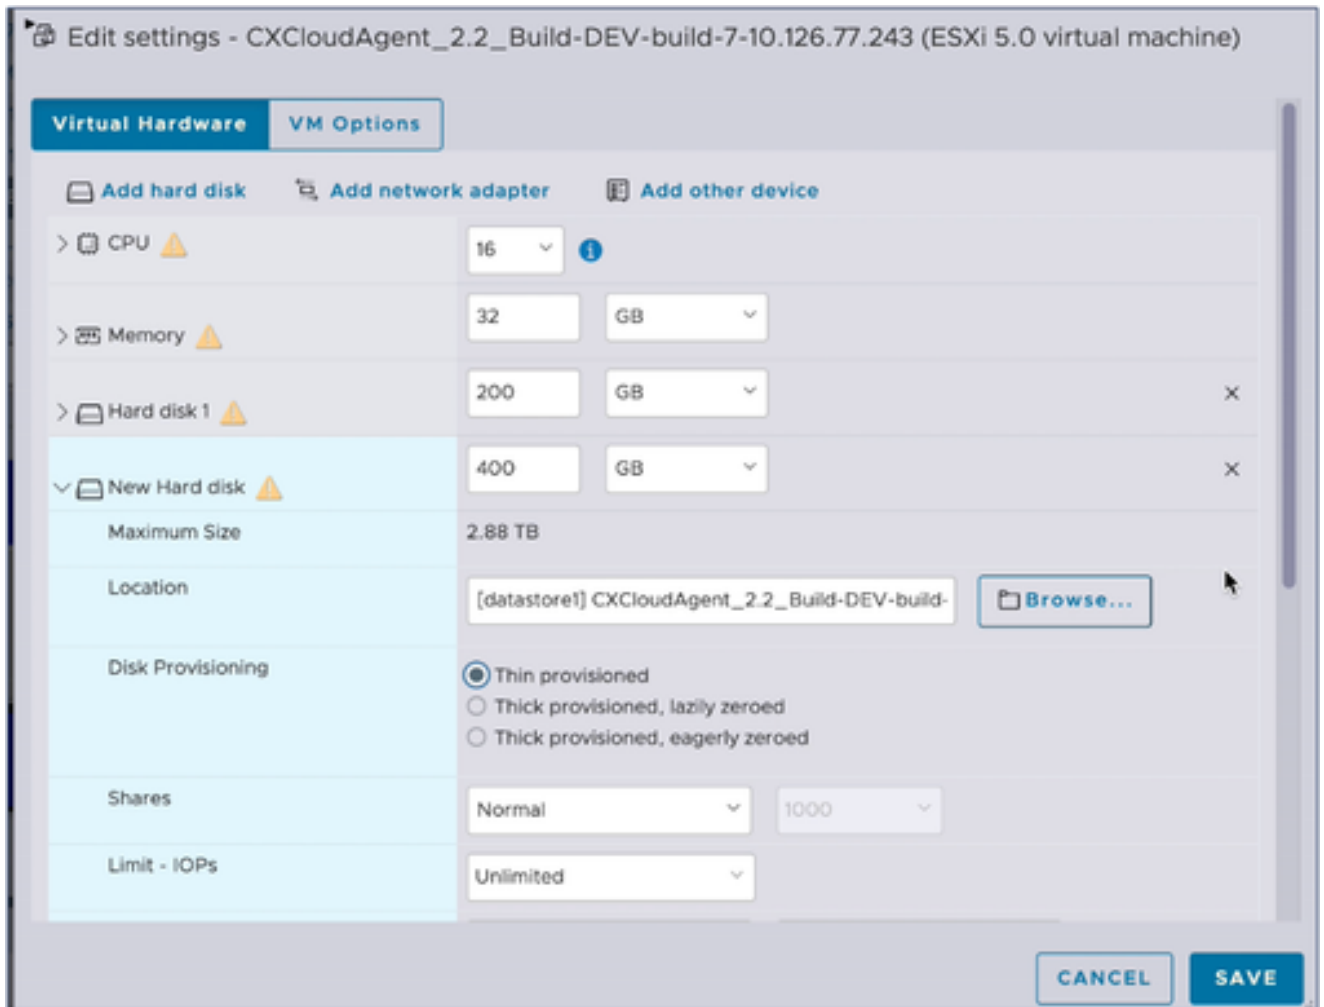 Edit settings - CXCloudAgent_2.2_Build-DEV-build-7-10.126.77.243 (ESXi 5.0 virtual machine)
Virtual Hardware VM Options
Add hard disk Add network adapter Add other device
CPU 16
Memory 32 GB
Hard disk 1 200 GB
New Hard disk 400 GB
Maximum Size 2.88 TB
Location [datastore1] CXCloudAgent_2.2_Build-DEV-build- Browse...
Disk Provisioning Thin provisioned
Thick provisioned, lazily zeroed
Thick provisioned, eagerly zeroed
Shares Normal 1000
Limit - IOPs Unlimited
CANCEL SAVE